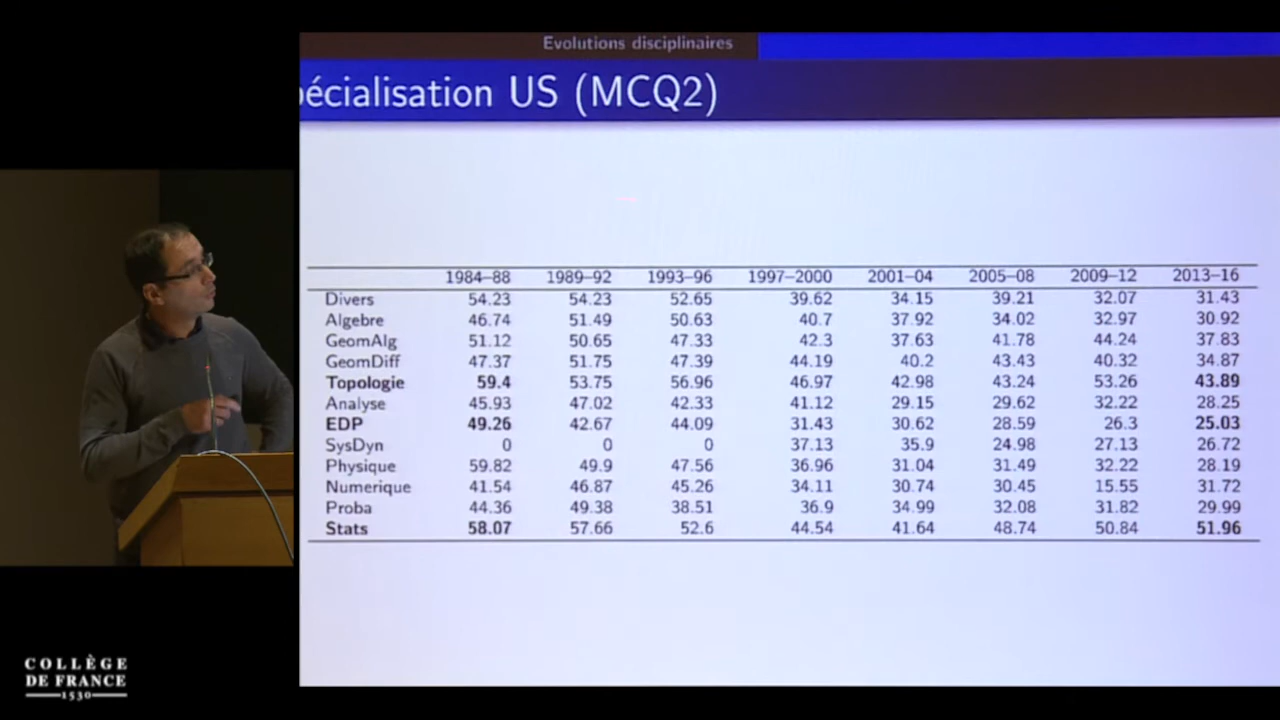 Evolutions disciplinaires
pécialisation US (MCQ2)
1984–88 1989–92 1993–96 1997–2000 2001–04 2005–08 2009–12 2013–16
Divers 54.23 54.23 52.65 39.62 34.15 39.21 32.07 31.43
Algebre 46.74 51.49 50.63 40.7 37.92 34.02 32.97 30.92
GeomAlg 51.12 50.65 47.33 42.3 37.63 41.78 44.24 37.83
GeomDiff 47.37 51.75 47.39 44.19 40.2 43.43 40.32 34.87
Topologie 59.4 53.75 56.96 46.97 42.98 43.24 53.26 43.89
Analyse 45.93 47.02 42.33 41.12 29.15 29.62 32.22 28.25
EDP 49.26 42.67 44.09 31.43 30.62 28.59 26.3 25.03
SysDyn 0 0 0 37.13 35.9 24.98 27.13 26.72
Physique 59.82 49.9 47.56 36.96 31.04 31.49 32.22 28.19
Numerique 41.54 46.87 45.26 34.11 30.74 30.45 15.55 31.72
Proba 44.36 49.38 38.51 36.9 34.99 32.08 31.82 29.99
Stats 58.07 57.66 52.6 44.54 41.64 48.74 50.84 51.96
COLLÈGE
DE FRANCE
1530